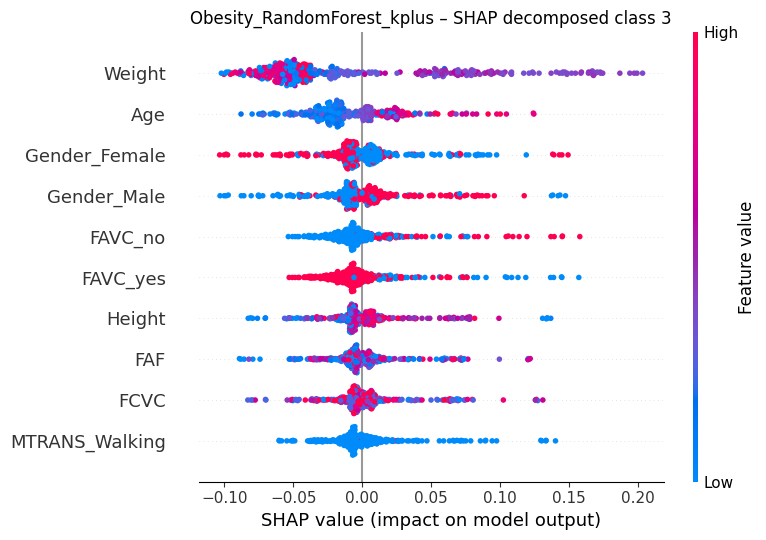 Obesity_RandomForest_kplus – SHAP decomposed class 3
High
Weight
Age
Gender_Female
Gender_Male
FAVC_no
FAVC_yes
Height
FAF
FCVC
MTRANS_Walking
Feature value
Low
−0.10 −0.05 0.00 0.05 0.10 0.15 0.20
SHAP value (impact on model output)